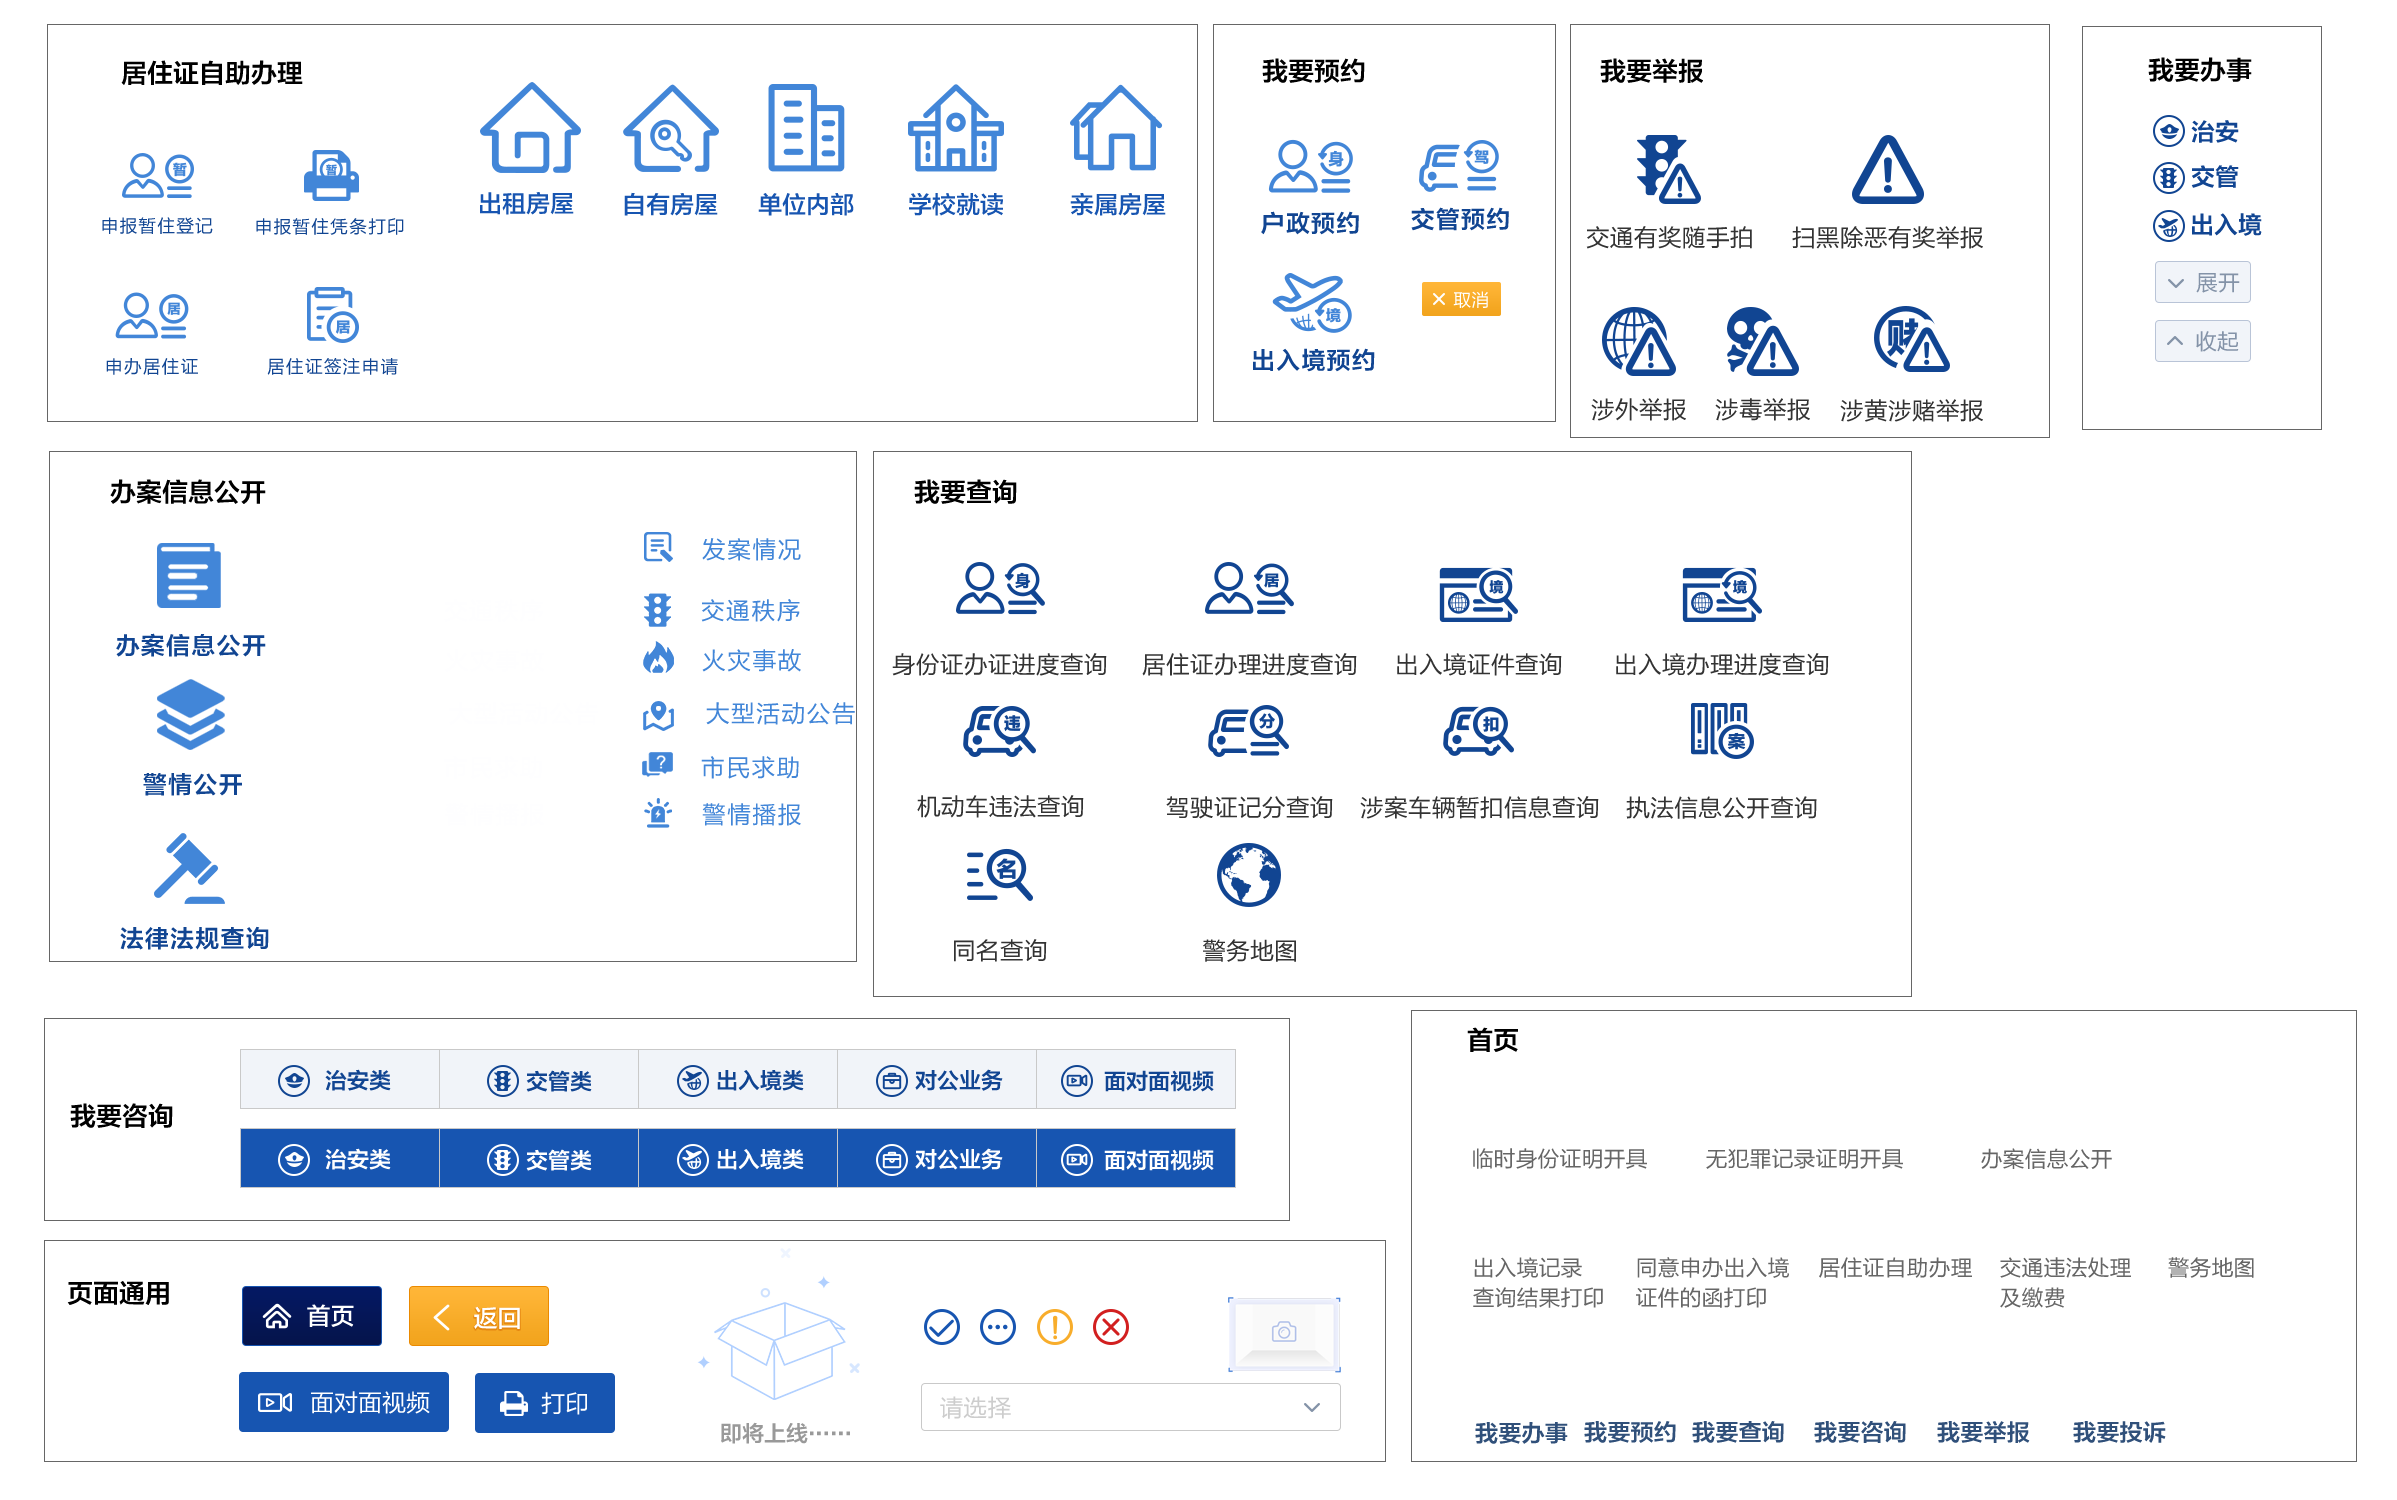 居住证自助办理
暂
申报暂住登记
暂
申报暂住凭条打印
居
申办居住证
居
居住证签注申请
出租房屋
自有房屋
单位内部
学校就读
亲属房屋
我要预约
身
户政预约
驾
交管预约
境
出入境预约
取消
我要举报
交通有奖随手拍
扫黑除恶有奖举报
涉外举报
涉毒举报
赌
涉黄涉赌举报
我要办事
治安
交管
出入境
展开
收起
办案信息公开
办案信息公开
警情公开
法律法规查询
发案情况
交通秩序
火灾事故
大型活动公告
市民求助
警情播报
我要查询
身
身份证办证进度查询
居
居住证办理进度查询
境
出入境证件查询
境
出入境办理进度查询
违
机动车违法查询
分
驾驶证记分查询
扣
涉案车辆暂扣信息查询
案
执法信息公开查询
名
同名查询
警务地图
我要咨询
治安类
交管类
出入境类
对公业务
面对面视频
治安类
交管类
出入境类
对公业务
面对面视频
页面通用
首页
返回
面对面视频
打印
即将上线······
请选择
首页
临时身份证明开具
无犯罪记录证明开具
办案信息公开
出入境记录
查询结果打印
同意申办出入境
证件的函打印
居住证自助办理
交通违法处理
及缴费
警务地图
我要办事
我要预约
我要查询
我要咨询
我要举报
我要投诉